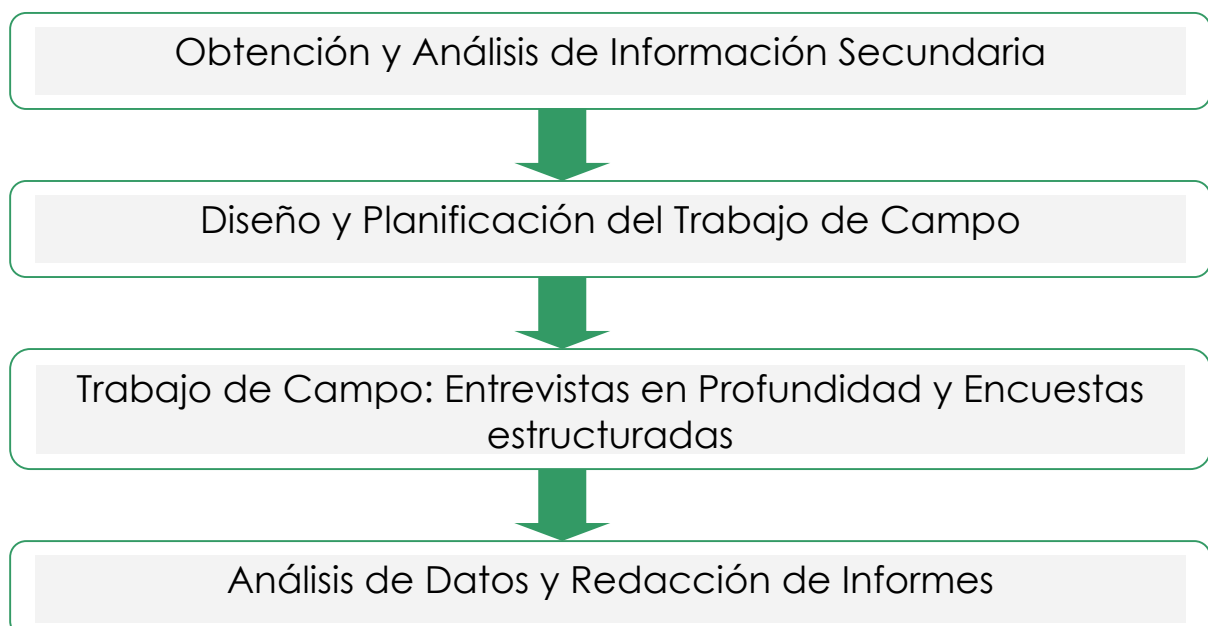 Obtención y Análisis de Información Secundaria
Diseño y Planificación del Trabajo de Campo
Trabajo de Campo: Entrevistas en Profundidad y Encuestas
estructuradas
Análisis de Datos y Redacción de Informes